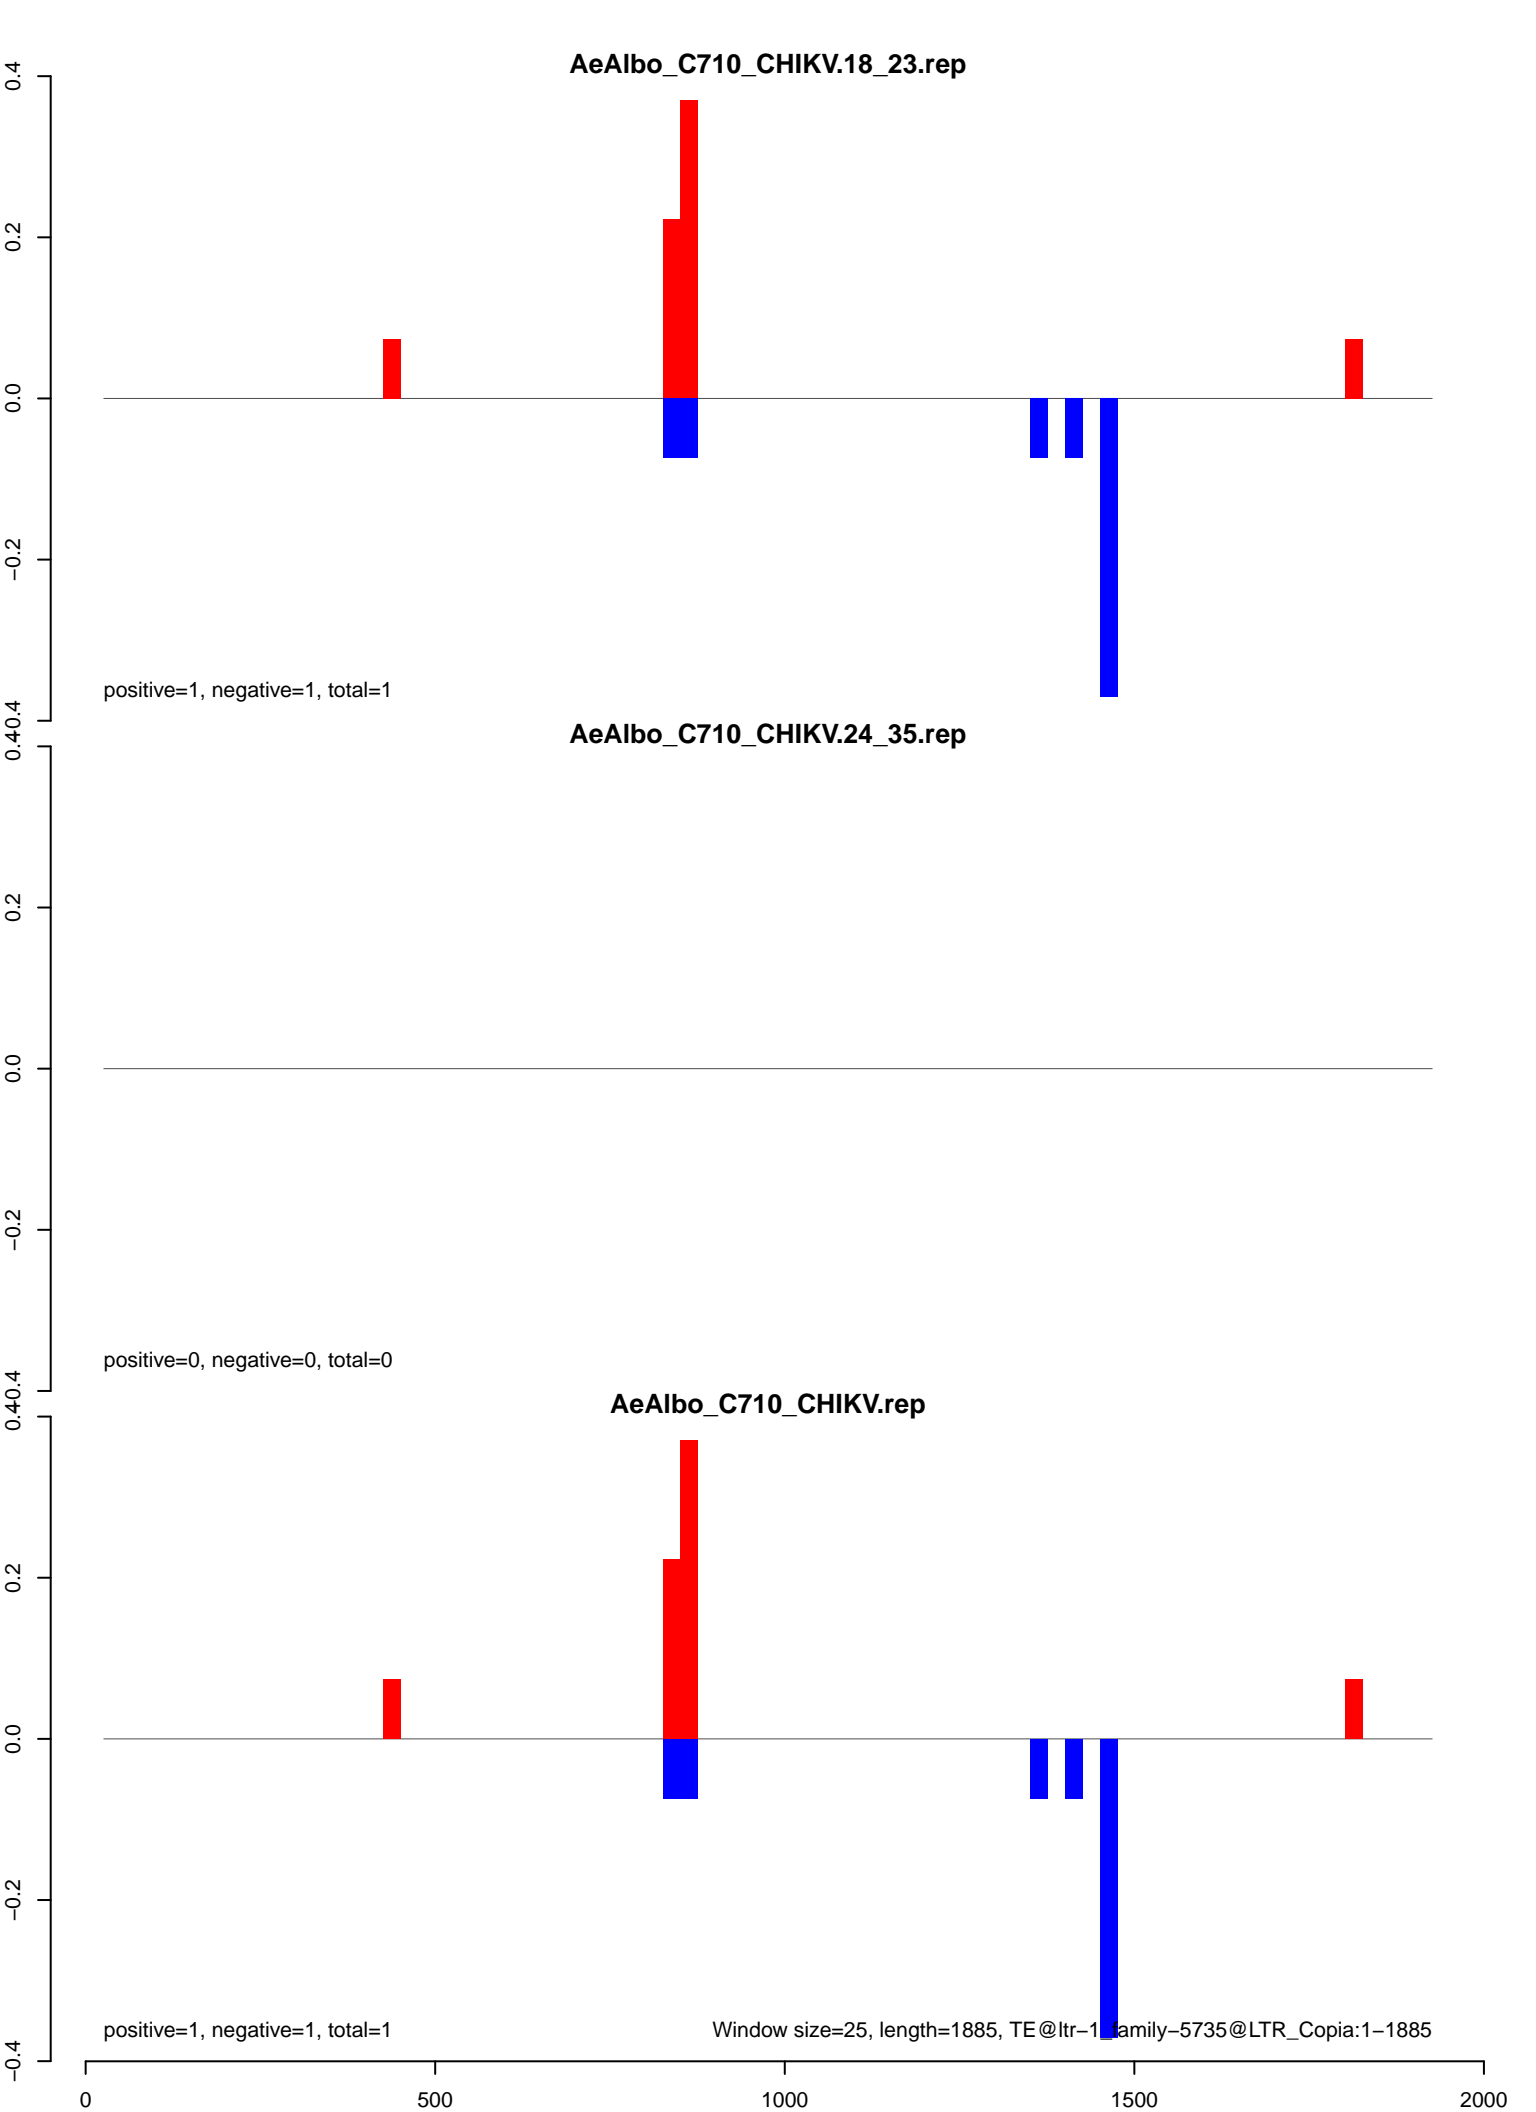 AeAlbo_C710_CHIKV.18_23.rep
0.4
0.2
0.0
−0.2
−0.4
positive=1, negative=1, total=1
AeAlbo_C710_CHIKV.24_35.rep
0.4
0.2
0.0
−0.2
−0.4
positive=0, negative=0, total=0
AeAlbo_C710_CHIKV.rep
0.4
0.2
0.0
−0.2
−0.4
positive=1, negative=1, total=1
Window size=25, length=1885, TE@ltr−1_family−5735@LTR_Copia:1−1885
0 500 1000 1500 2000